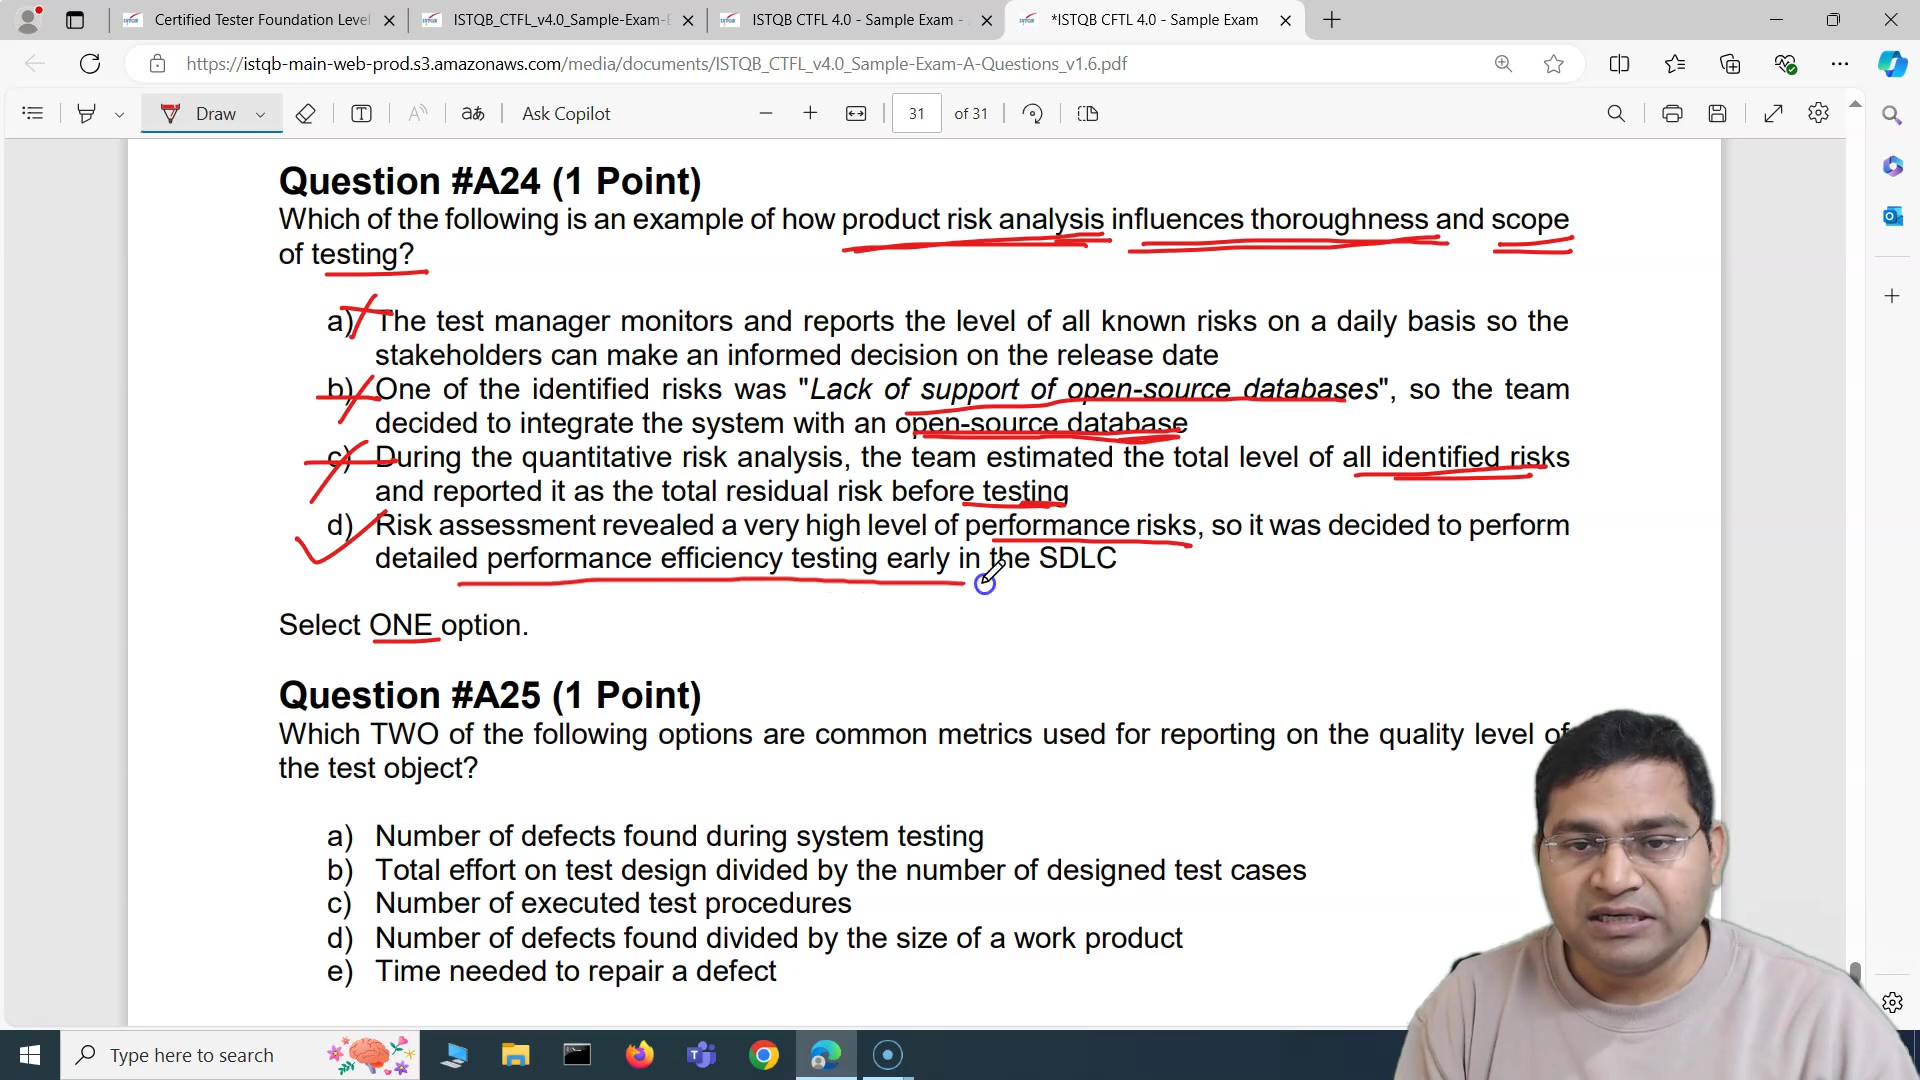 Certified Tester Foundation Level
ISTQB_CTFL_v4.0_Sample-Exam-
ISTQB CTFL 4.0 - Sample Exam -
*ISTQB CFTL 4.0 - Sample Exam
https://istqb-main-web-prod.s3.amazonaws.com/media/documents/ISTQB_CTFL_v4.0_Sample-Exam-A-Questions_v1.6.pdf
Draw
Ask Copilot
31
of 31
Question #A24 (1 Point)
Which of the following is an example of how product risk analysis influences thoroughness and scope
of testing?
a) The test manager monitors and reports the level of all known risks on a daily basis so the
stakeholders can make an informed decision on the release date
b) One of the identified risks was "Lack of support of open-source databases", so the team
decided to integrate the system with an open-source database
c) During the quantitative risk analysis, the team estimated the total level of all identified risks
and reported it as the total residual risk before testing
d) Risk assessment revealed a very high level of performance risks, so it was decided to perform
detailed performance efficiency testing early in the SDLC
Select ONE option.
Question #A25 (1 Point)
Which TWO of the following options are common metrics used for reporting on the quality level of
the test object?
a) Number of defects found during system testing
b) Total effort on test design divided by the number of designed test cases
c) Number of executed test procedures
d) Number of defects found divided by the size of a work product
e) Time needed to repair a defect
Type here to search